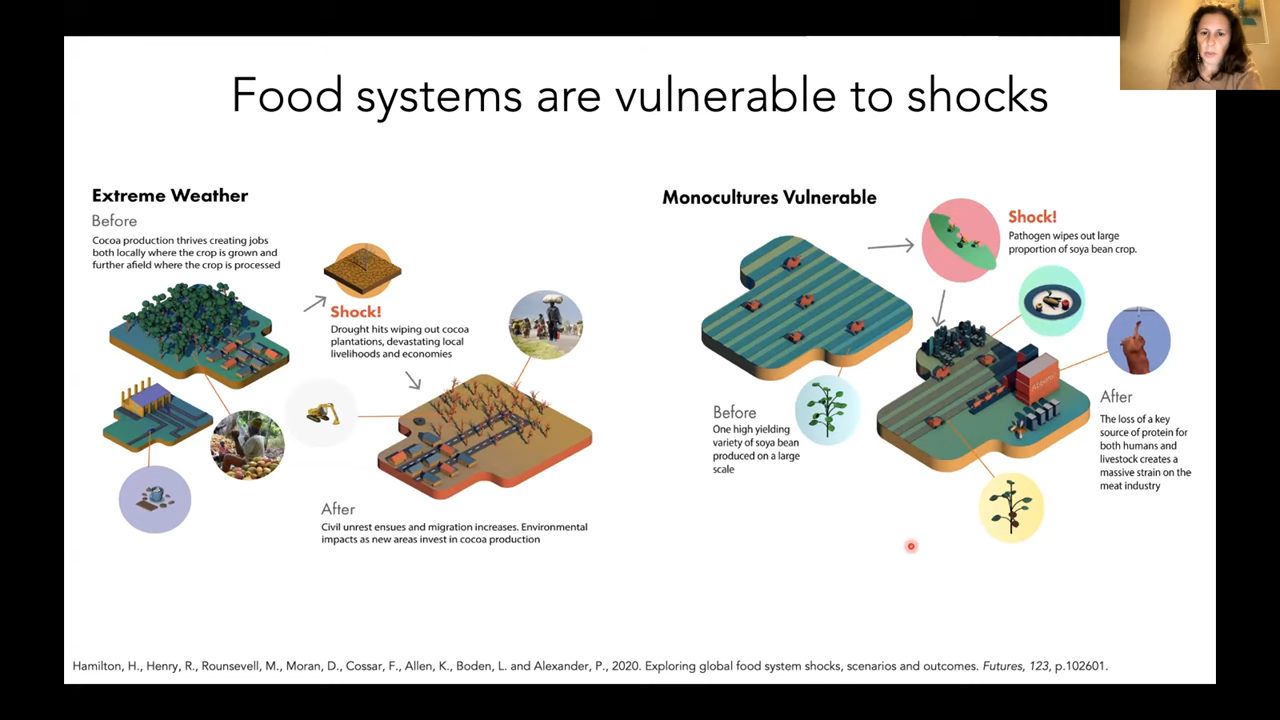 Food systems are vulnerable to shocks
Extreme Weather
Before
Cocoa production thrives creating jobs
both locally where the crop is grown and
further afield where the crop is processed
Shock!
Drought hits wiping out cocoa
plantations, devastating local
livelihoods and economies
After
Civil unrest ensues and migration increases. Environmental
impacts as new areas invest in cocoa production
Monocultures Vulnerable
Shock!
Pathogen wipes out large
proportion of soya bean crop.
Before
One high yielding
variety of soya bean
produced on a large
scale
After
The loss of a key
source of protein for
both humans and
livestock creates a
massive strain on the
meat industry
Hamilton, H., Henry, R., Rounsevell, M., Moran, D., Cossar, F., Allen, K., Boden, L. and Alexander, P., 2020. Exploring global food system shocks, scenarios and outcomes. Futures, 123, p.102601.